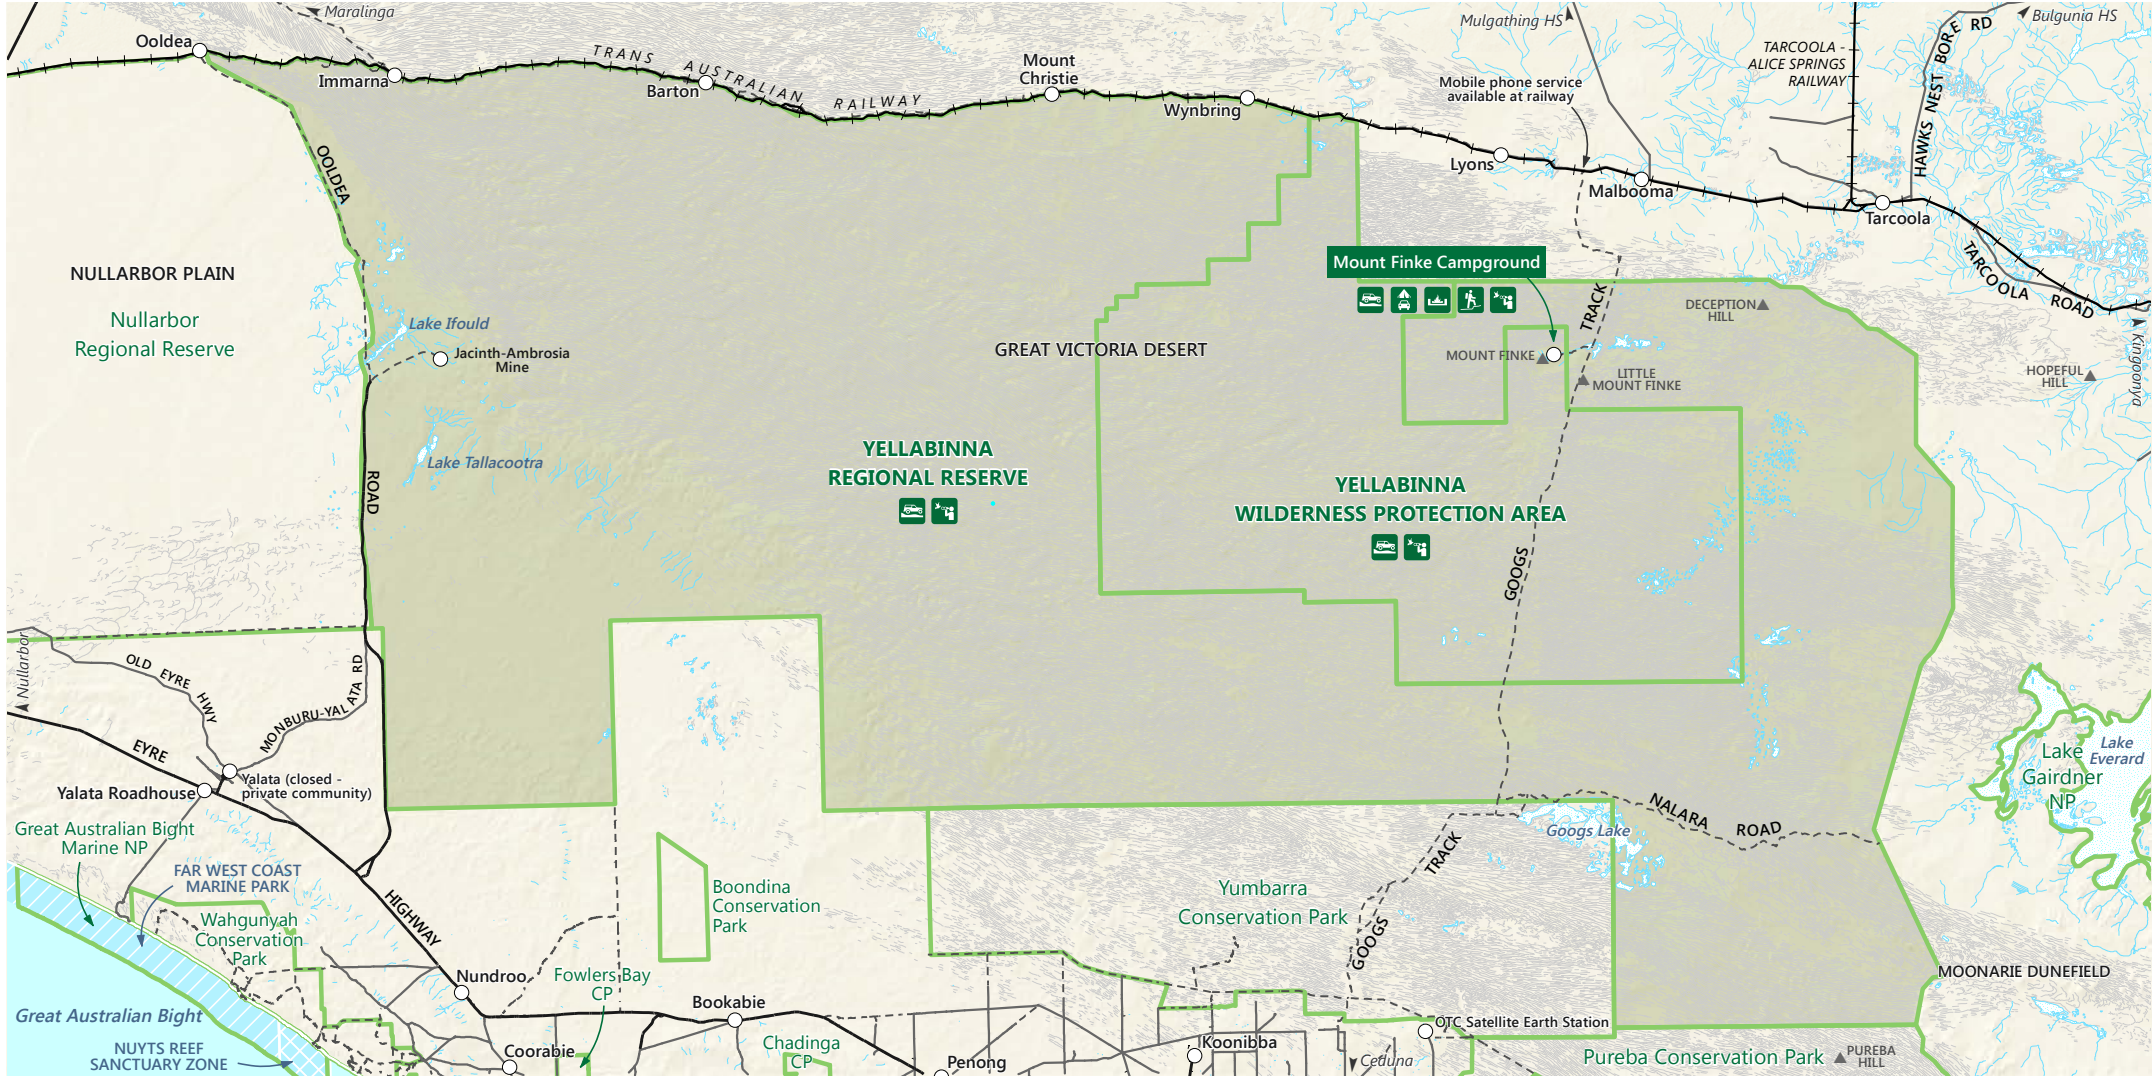 Maralinga
Mulgathing HS
Bulgunia HS
Ooldea
Immarna
TRANS AUSTRALIAN RAILWAY
Barton
Mount
Christie
Wynbring
Mobile phone service
available at railway
TARCOOLA -
ALICE SPRINGS
RAILWAY
HAWKS NEST BORE RD
Lyons
Malbooma
Tarcoola
OOLDEA
ROAD
NULLARBOR PLAIN
Nullarbor
Regional Reserve
Lake Ifould
Jacinth-Ambrosia
Mine
Lake Tallacootra
GREAT VICTORIA DESERT
Mount Finke Campground
MOUNT FINKE
LITTLE
MOUNT FINKE
TRACK
DECEPTION
HILL
TARCOOLA ROAD
HOPEFUL
HILL
Kingoonya
YELLABINNA
REGIONAL RESERVE
YELLABINNA
WILDERNESS PROTECTION AREA
GOOGS
Nullarbor
OLD EYRE HWY
MONBURU-YALATA RD
EYRE
HIGHWAY
Yalata Roadhouse
Yalata (closed -
private community)
Great Australian Bight
Marine NP
FAR WEST COAST
MARINE PARK
Wahgunyah
Conservation
Park
Great Australian Bight
NUYTS REEF
SANCTUARY ZONE
Nundroo
Coorabie
Fowlers Bay
CP
Bookabie
Boondina
Conservation
Park
Chadinga
CP
Penong
Yumbarra
Conservation Park
GOOGS
TRACK
Googs Lake
NALARA ROAD
Lake
Gairdner
NP
Lake
Everard
MOONARIE DUNEFIELD
OTC Satellite Earth Station
Koonibba
Ceduna
Pureba Conservation Park
PUREBA
HILL